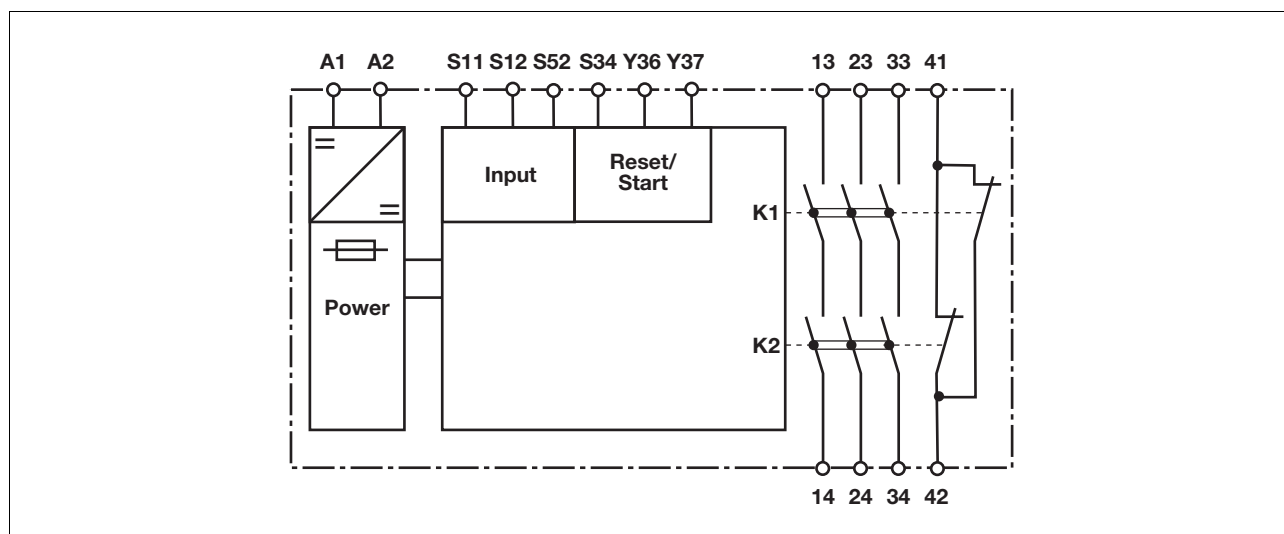 A1 A2 S11 S12 S52 S34 Y36 Y37 13 23 33 41
Input
Reset/
Start
K1
Power
K2
14 24 34 42